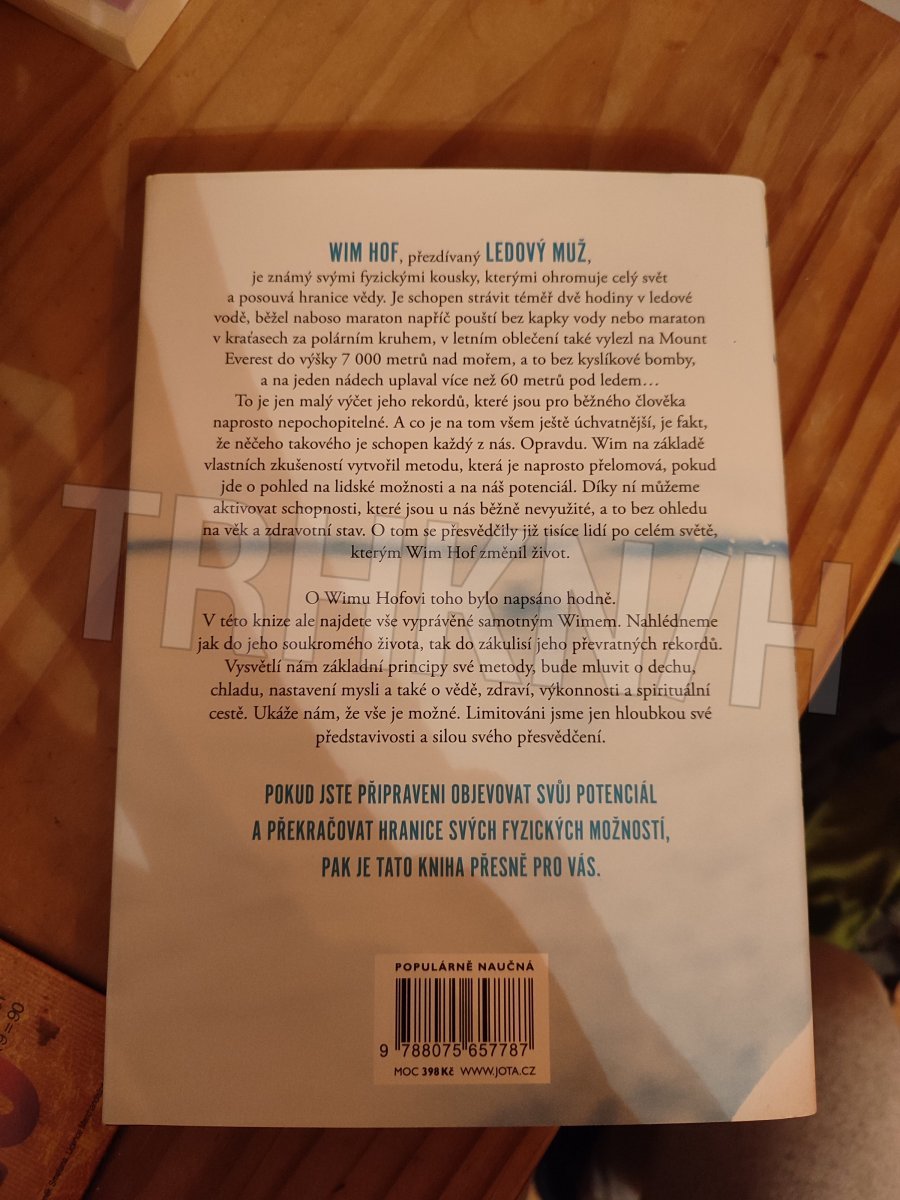 WIM HOF, přezdívaný LEDOVÝ MUŽ,
je známý svými fyzickými kousky, kterými ohromuje celý svět
a posouvá hranice vědy. Je schopen strávit téměř dvě hodiny v ledové
vodě, běžel naboso maraton napříč pouští bez kapky vody nebo maraton
v kraťasech za polárním kruhem, v letním oblečení také vylezl na Mount
Everest do výšky 7 000 metrů nad mořem, a to bez kyslíkové bomby,
a na jeden nádech uplaval více než 60 metrů pod ledem…
To je jen malý výčet jeho rekordů, které jsou pro běžného člověka
naprosto nepochopitelné. A co je na tom všem ještě úchvatnější, je fakt,
že něčeho takového je schopen každý z nás. Opravdu. Wim na základě
vlastních zkušeností vytvořil metodu, která je naprosto přelomová, pokud
jde o pohled na lidské možnosti a na náš potenciál. Díky ní můžeme
aktivovat schopnosti, které jsou u nás běžně nevyužité, a to bez ohledu
na věk a zdravotní stav. O tom se přesvědčily již tisíce lidí po celém světě,
kterým Wim Hof změnil život.
O Wimu Hofovi toho bylo napsáno hodně.
V této knize ale najdete vše vyprávěné samotným Wimem. Nahlédneme
jak do jeho soukromého života, tak do zákulisí jeho převratných rekordů.
Vysvětlí nám základní principy své metody, bude mluvit o dechu,
chladu, nastavení mysli a také o vědě, zdraví, výkonnosti a spirituální
cestě. Ukáže nám, že vše je možné. Limitováni jsme jen hloubkou své
představivosti a silou svého přesvědčení.
POKUD JSTE PŘIPRAVENI OBJEVOVAT SVŮJ POTENCIÁL
A PŘEKRAČOVAT HRANICE SVÝCH FYZICKÝCH MOŽNOSTÍ,
PAK JE TATO KNIHA PŘESNĚ PRO VÁS.
POPULÁRNĚ NAUČNÁ
9 788075 657787
MOC 398 Kč WWW.JOTA.CZ
TRHKNIH